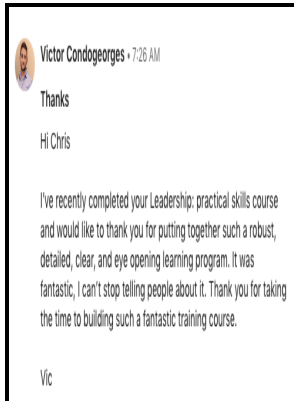 Victor Condogeorges • 7:26 AM
Thanks
Hi Chris
I've recently completed your Leadership: practical skills course
and would like to thank you for putting together such a robust,
detailed, clear, and eye opening learning program. It was
fantastic, I can't stop telling people about it. Thank you for taking
the time to building such a fantastic training course.
Vic